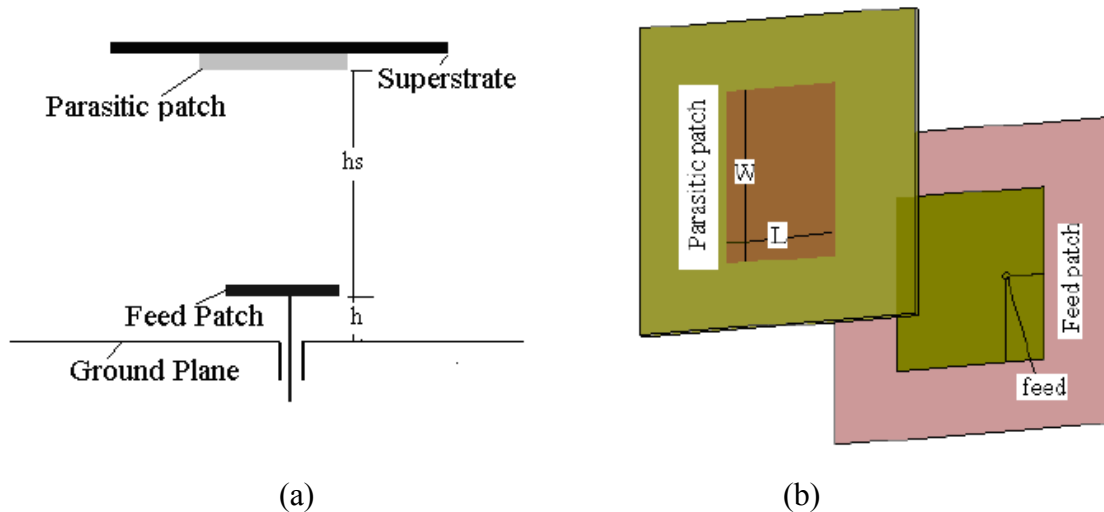 Superstrate
Parasitic patch
hs
Feed Patch
h
Ground Plane
(a)
Parasitic patch
W
L
Feed patch
feed
(b)